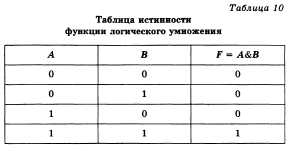 Таблица 10
Таблица истинности
функции логического умножения
A B F = A&B
0 0 0
0 1 0
1 0 0
1 1 1